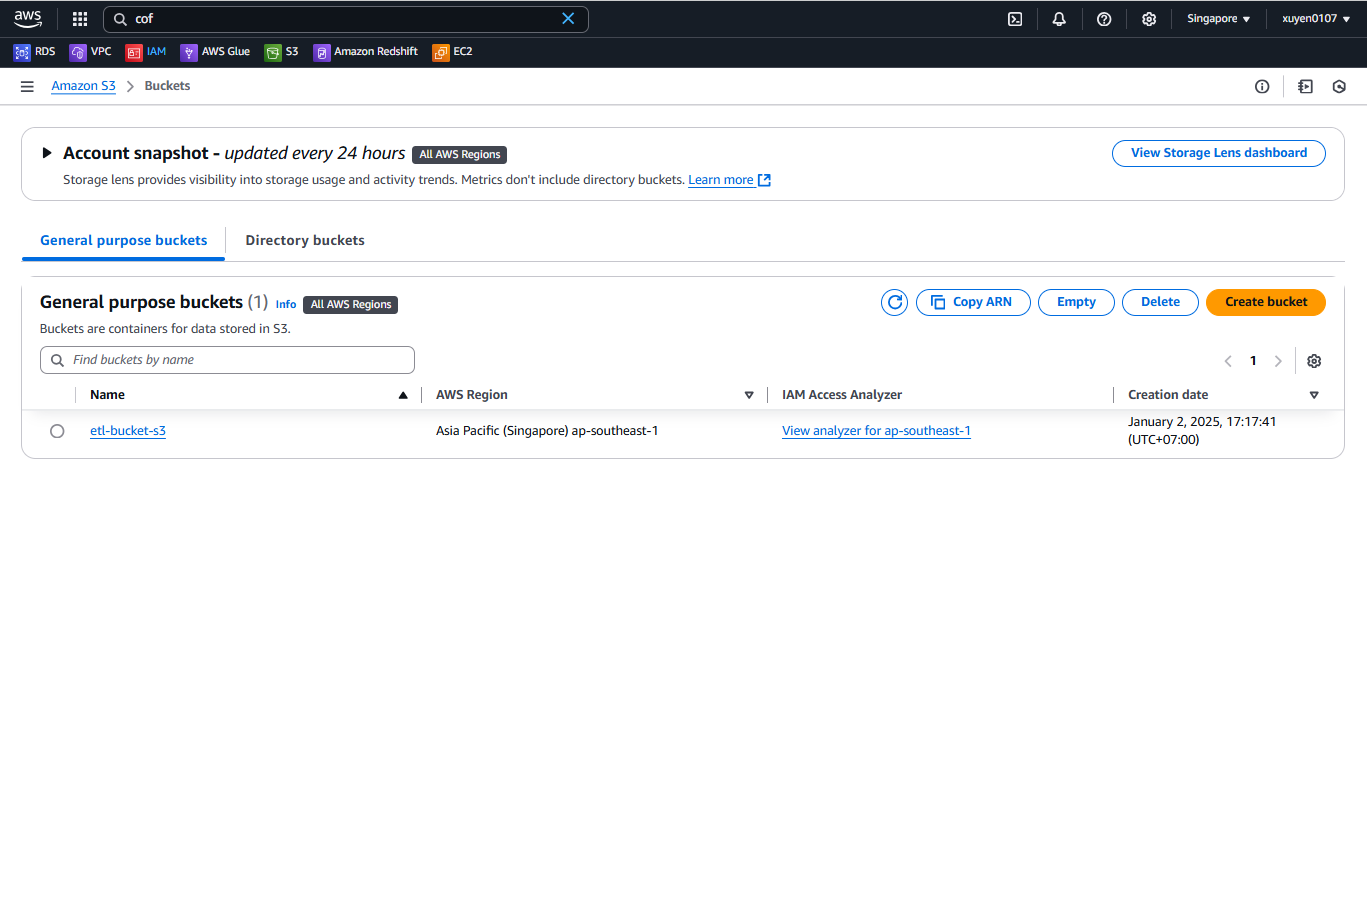 aws
cof
Singapore
xuyen0107
RDS
VPC
IAM
AWS Glue
S3
Amazon Redshift
EC2
Amazon S3
Buckets
Account snapshot - updated every 24 hours
All AWS Regions
View Storage Lens dashboard
Storage lens provides visibility into storage usage and activity trends. Metrics don't include directory buckets. Learn more
General purpose buckets
Directory buckets
General purpose buckets (1)
Info
All AWS Regions
Copy ARN
Empty
Delete
Create bucket
Buckets are containers for data stored in S3.
Find buckets by name
1
Name
AWS Region
IAM Access Analyzer
Creation date
etl-bucket-s3
Asia Pacific (Singapore) ap-southeast-1
View analyzer for ap-southeast-1
January 2, 2025, 17:17:41
(UTC+07:00)